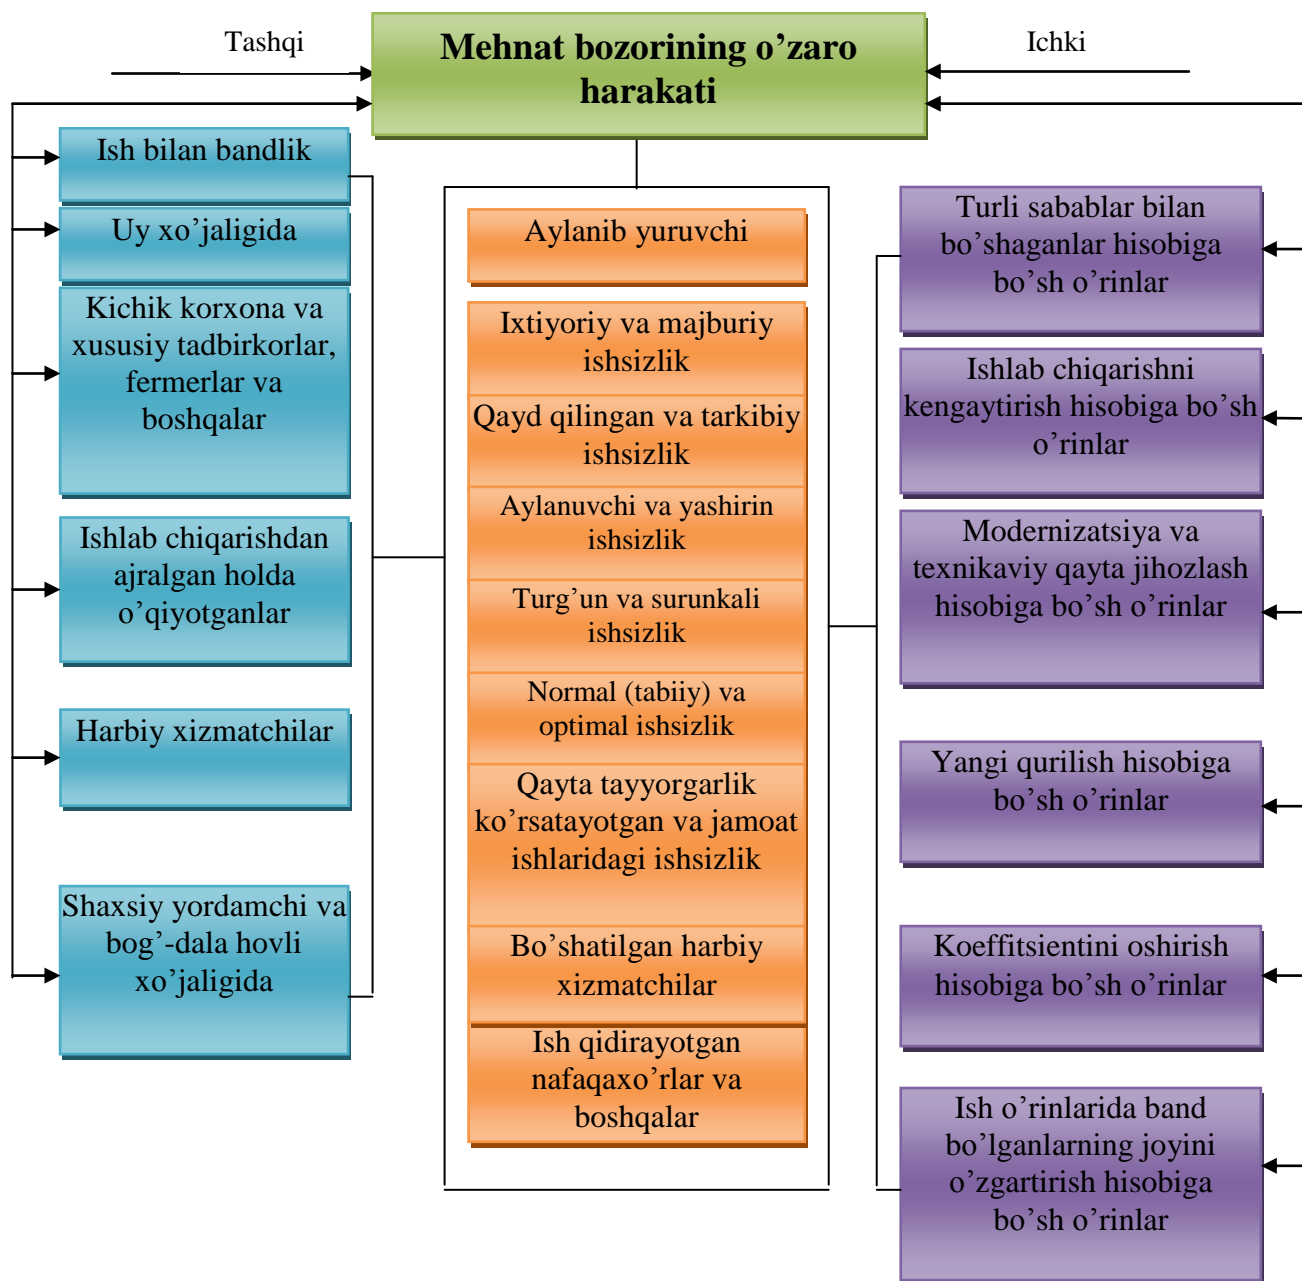 Tashqi
Mehnat bozorining o’zaro
harakati
Ichki
Ish bilan bandlik
Uy xo’jaligida
Kichik korxona va
xususiy tadbirkorlar,
fermerlar va
boshqalar
Ishlab chiqarishdan
ajralgan holda
o’qiyotganlar
Harbiy xizmatchilar
Shaxsiy yordamchi va
bog’-dala hovli
xo’jaligida
Aylanib yuruvchi
Ixtiyoriy va majburiy
ishsizlik
Qayd qilingan va tarkibiy
ishsizlik
Aylanuvchi va yashirin
ishsizlik
Turg’un va surunkali
ishsizlik
Normal (tabiiy) va
optimal ishsizlik
Qayta tayyorgarlik
ko’rsatayotgan va jamoat
ishlaridagi ishsizlik
Bo’shatilgan harbiy
xizmatchilar
Ish qidirayotgan
nafaqaxo’rlar va
boshqalar
Turli sabablar bilan
bo’shaganlar hisobiga
bo’sh o’rinlar
Ishlab chiqarishni
kengaytirish hisobiga bo’sh
o’rinlar
Modernizatsiya va
texnikaviy qayta jihozlash
hisobiga bo’sh o’rinlar
Yangi qurilish hisobiga
bo’sh o’rinlar
Koeffitsientini oshirish
hisobiga bo’sh o’rinlar
Ish o’rinlarida band
bo’lganlarning joyini
o’zgartirish hisobiga
bo’sh o’rinlar